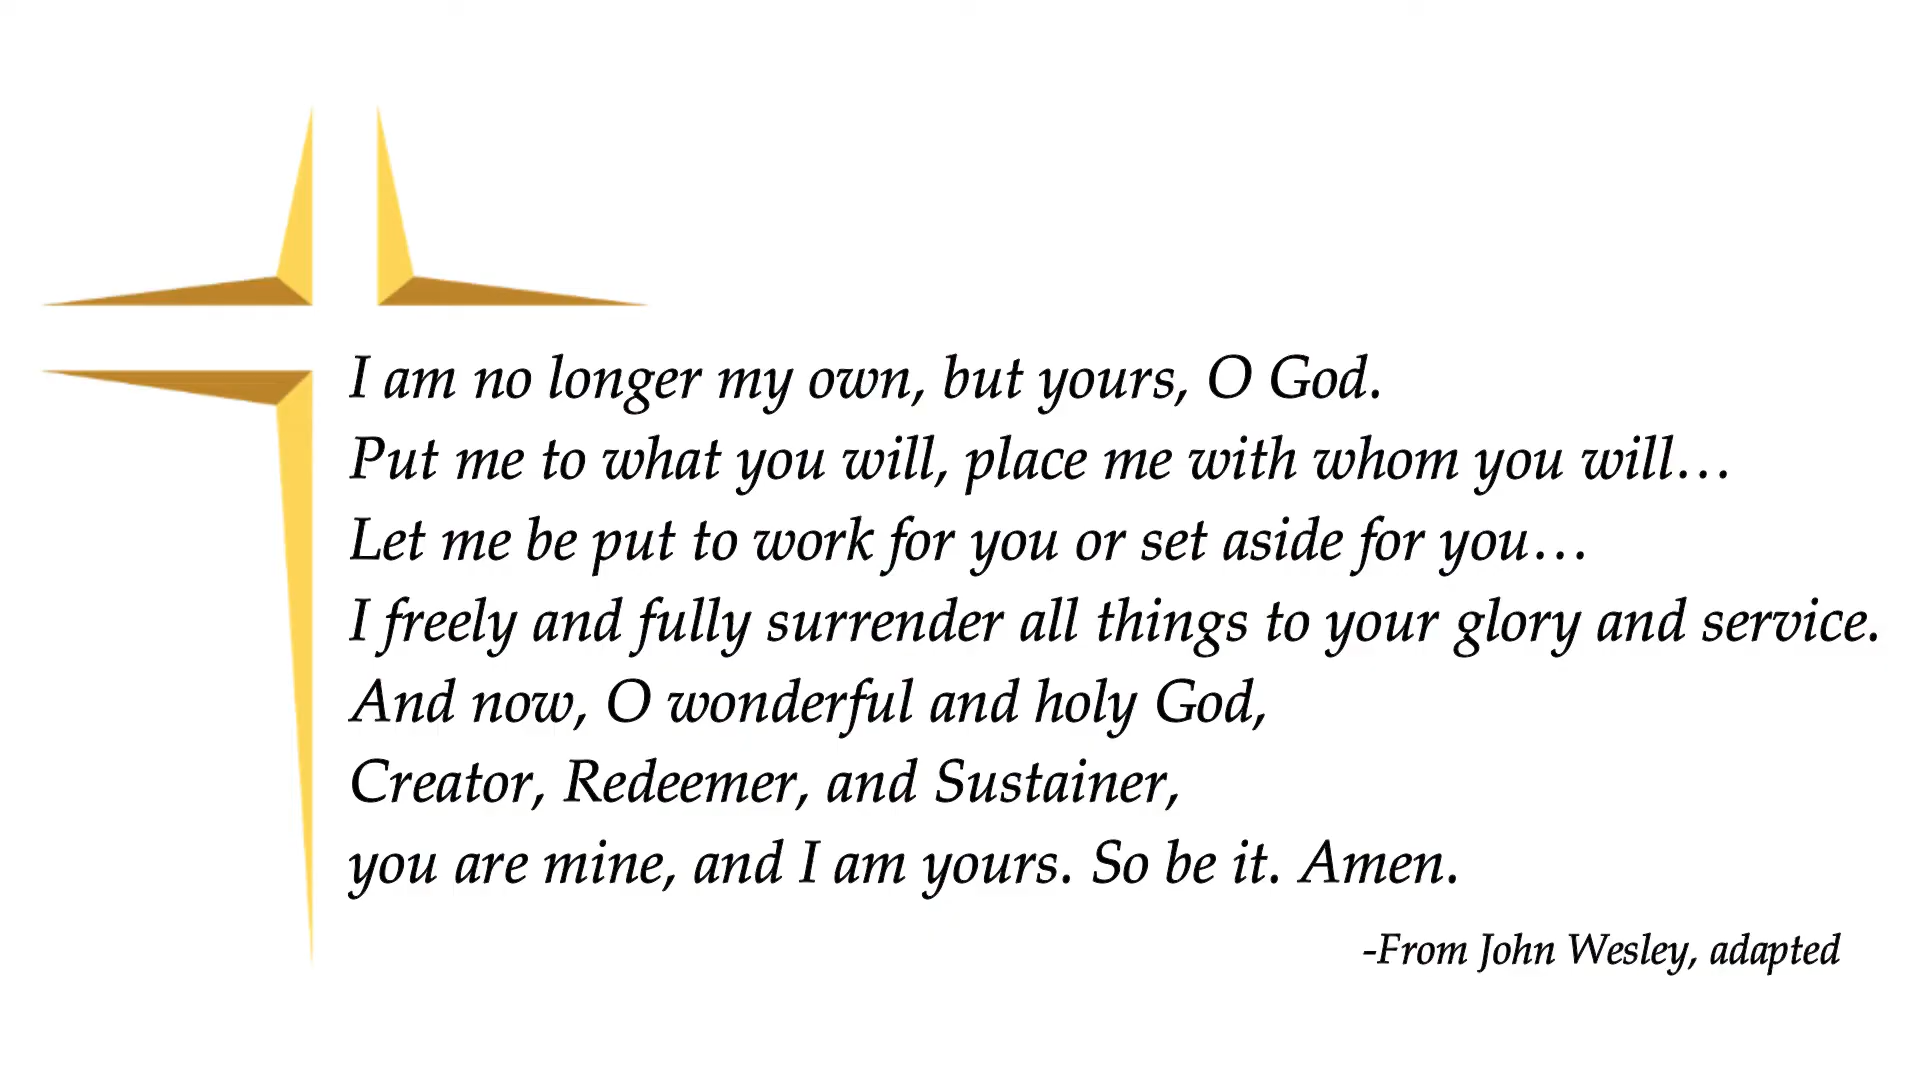 I am no longer my own, but yours, O God.
Put me to what you will, place me with whom you will…
Let me be put to work for you or set aside for you…
I freely and fully surrender all things to your glory and service.
And now, O wonderful and holy God,
Creator, Redeemer, and Sustainer,
you are mine, and I am yours. So be it. Amen.
-From John Wesley, adapted